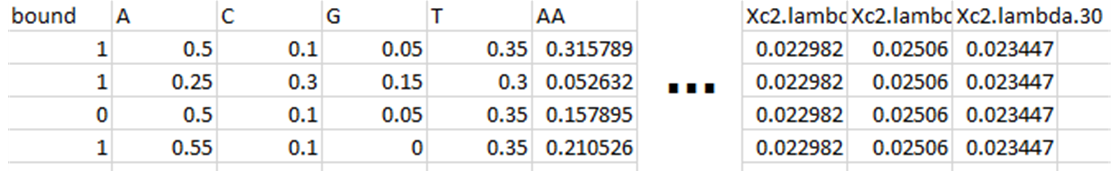 bound A C G T AA Xc2.lambd Xc2.lambd Xc2.lambda.30
1 0.5 0.1 0.05 0.35 0.315789 0.022982 0.02506 0.023447
1 0.25 0.3 0.15 0.3 0.052632 ... 0.022982 0.02506 0.023447
0 0.5 0.1 0.05 0.35 0.157895 0.022982 0.02506 0.023447
1 0.55 0.1 0 0.35 0.210526 0.022982 0.02506 0.023447